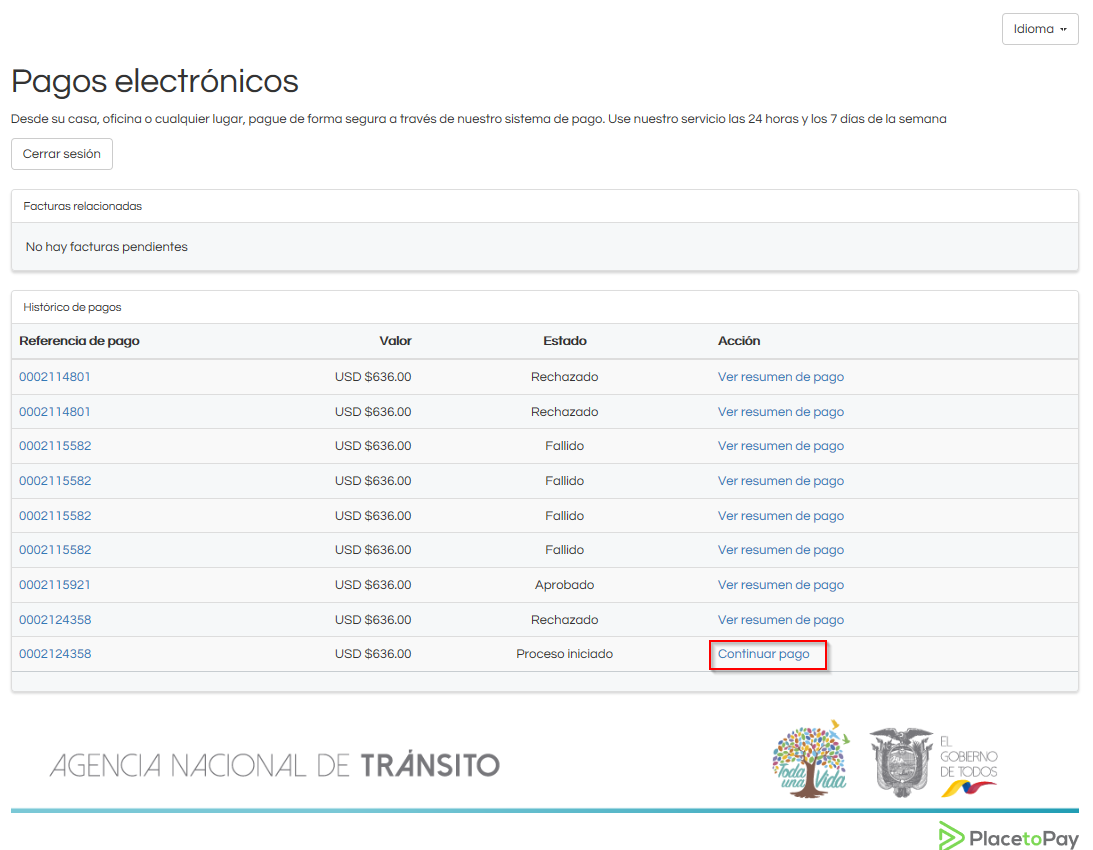 Idioma
Pagos electrónicos
Desde su casa, oficina o cualquier lugar, pague de forma segura a través de nuestro sistema de pago. Use nuestro servicio las 24 horas y los 7 días de la semana
Cerrar sesión
Facturas relacionadas
No hay facturas pendientes
Histórico de pagos
Referencia de pago Valor Estado Acción
0002114801 USD $636.00 Rechazado Ver resumen de pago
0002114801 USD $636.00 Rechazado Ver resumen de pago
0002115582 USD $636.00 Fallido Ver resumen de pago
0002115582 USD $636.00 Fallido Ver resumen de pago
0002115582 USD $636.00 Fallido Ver resumen de pago
0002115582 USD $636.00 Fallido Ver resumen de pago
0002115921 USD $636.00 Aprobado Ver resumen de pago
0002124358 USD $636.00 Rechazado Ver resumen de pago
0002124358 USD $636.00 Proceso iniciado Continuar pago
AGENCIA NACIONAL DE TRÁNSITO
Toda
una Vida
EL
GOBIERNO
DE TODOS
PlacetoPay